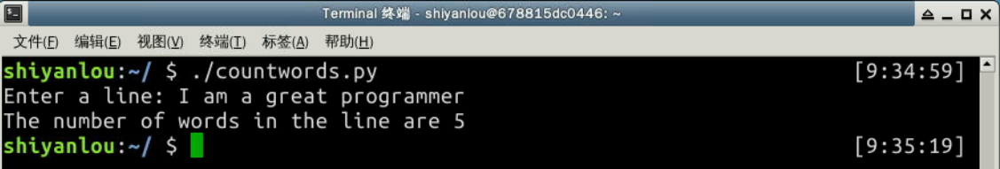 Terminal 终端 - shiyanlou@678815dc0446: ~
文件(F) 编辑(E) 视图(V) 终端(T) 标签(A) 帮助(H)
shiyanlou:~/ $ ./countwords.py [9:34:59]
Enter a line: I am a great programmer
The number of words in the line are 5
shiyanlou:~/ $ [9:35:19]